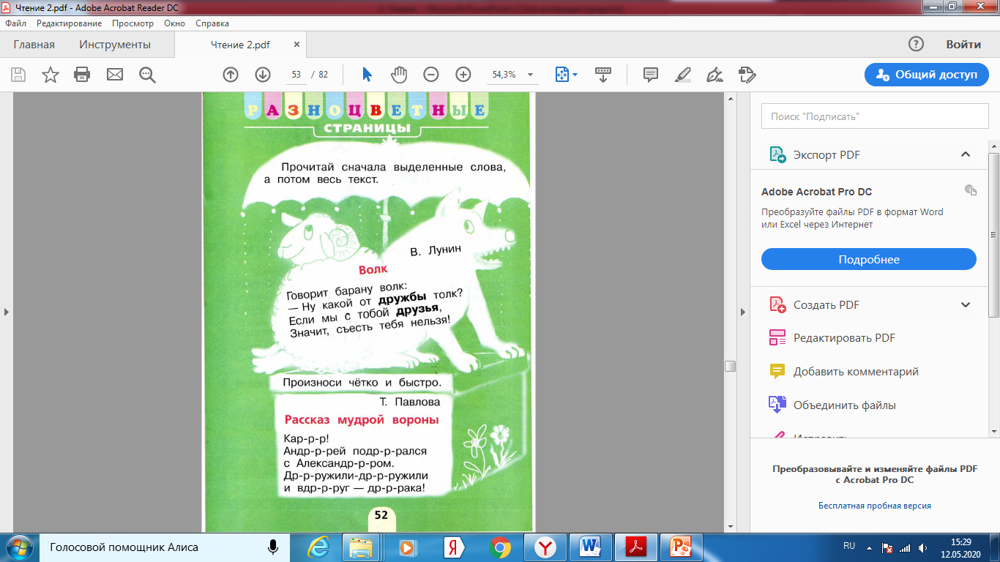 Чтение 2.pdf - Adobe Acrobat Reader DC
Файл Редактирование Просмотр Окно Справка
Главная Инструменты Чтение 2.pdf × ? Войти
53 / 82 54,3% Общий доступ
РАЗНОЦВЕТНЫЕ
СТРАНИЦЫ
Прочитай сначала выделенные слова,
а потом весь текст.
В. Лунин
Волк
Говорит барану волк:
— Ну какой от дружбы толк?
Если мы с тобой друзья,
Значит, съесть тебя нельзя!
Произноси чётко и быстро.
Т. Павлова
Рассказ мудрой вороны
Кар-р-р!
Андр-р-рей подр-р-рался
с Александр-р-ром.
Др-р-ружили-др-р-ружили
и вдр-р-руг — др-р-рака!
52
Поиск "Подписать"
Экспорт PDF
Adobe Acrobat Pro DC
Преобразуйте файлы PDF в формат Word
или Excel через Интернет
Подробнее
Создать PDF
Редактировать PDF
Добавить комментарий
Объединить файлы
Преобразовывайте и изменяйте файлы PDF
с Acrobat Pro DC
Бесплатная пробная версия
Голосовой помощник Алиса
RU
15:29
12.05.2020